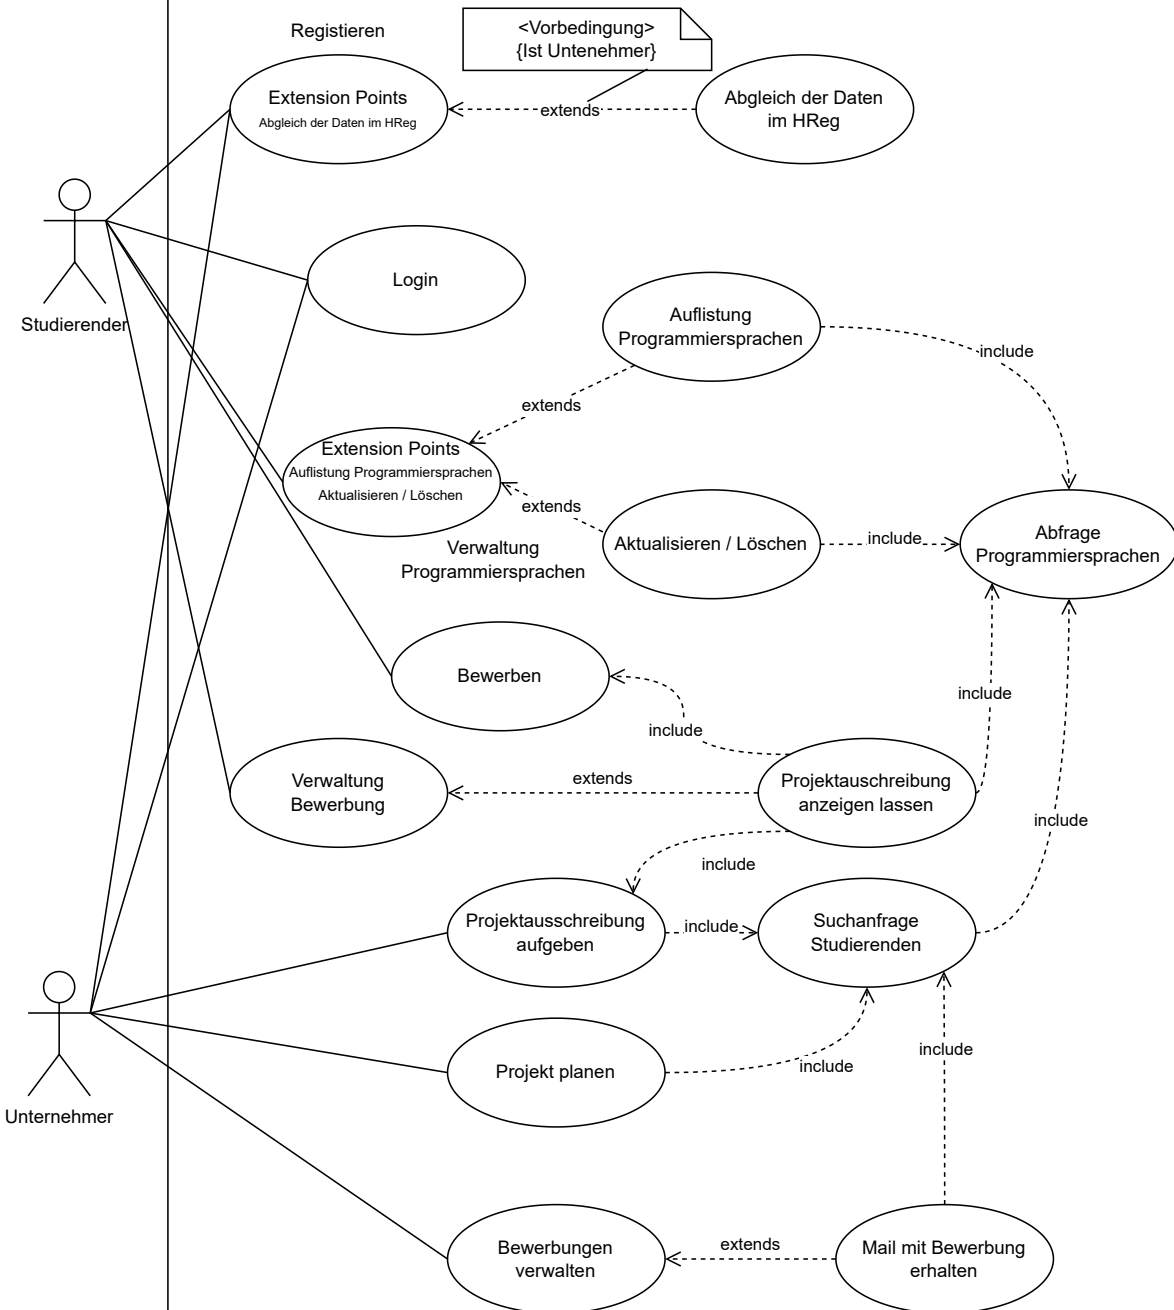 Registieren
<Vorbedingung>
{Ist Untenehmer}
Extension Points
Abgleich der Daten im HReg
extends
Abgleich der Daten
im HReg
Studierender
Login
Auflistung
Programmiersprachen
include
extends
Extension Points
Auflistung Programmiersprachen
Aktualisieren / Löschen
extends
Verwaltung
Programmiersprachen
Aktualisieren / Löschen
include
Abfrage
Programmiersprachen
Bewerben
include
include
Verwaltung
Bewerbung
extends
Projektauschreibung
anzeigen lassen
include
include
Projektausschreibung
aufgeben
include
Suchanfrage
Studierenden
Unternehmer
Projekt planen
include
include
Bewerbungen
verwalten
extends
Mail mit Bewerbung
erhalten